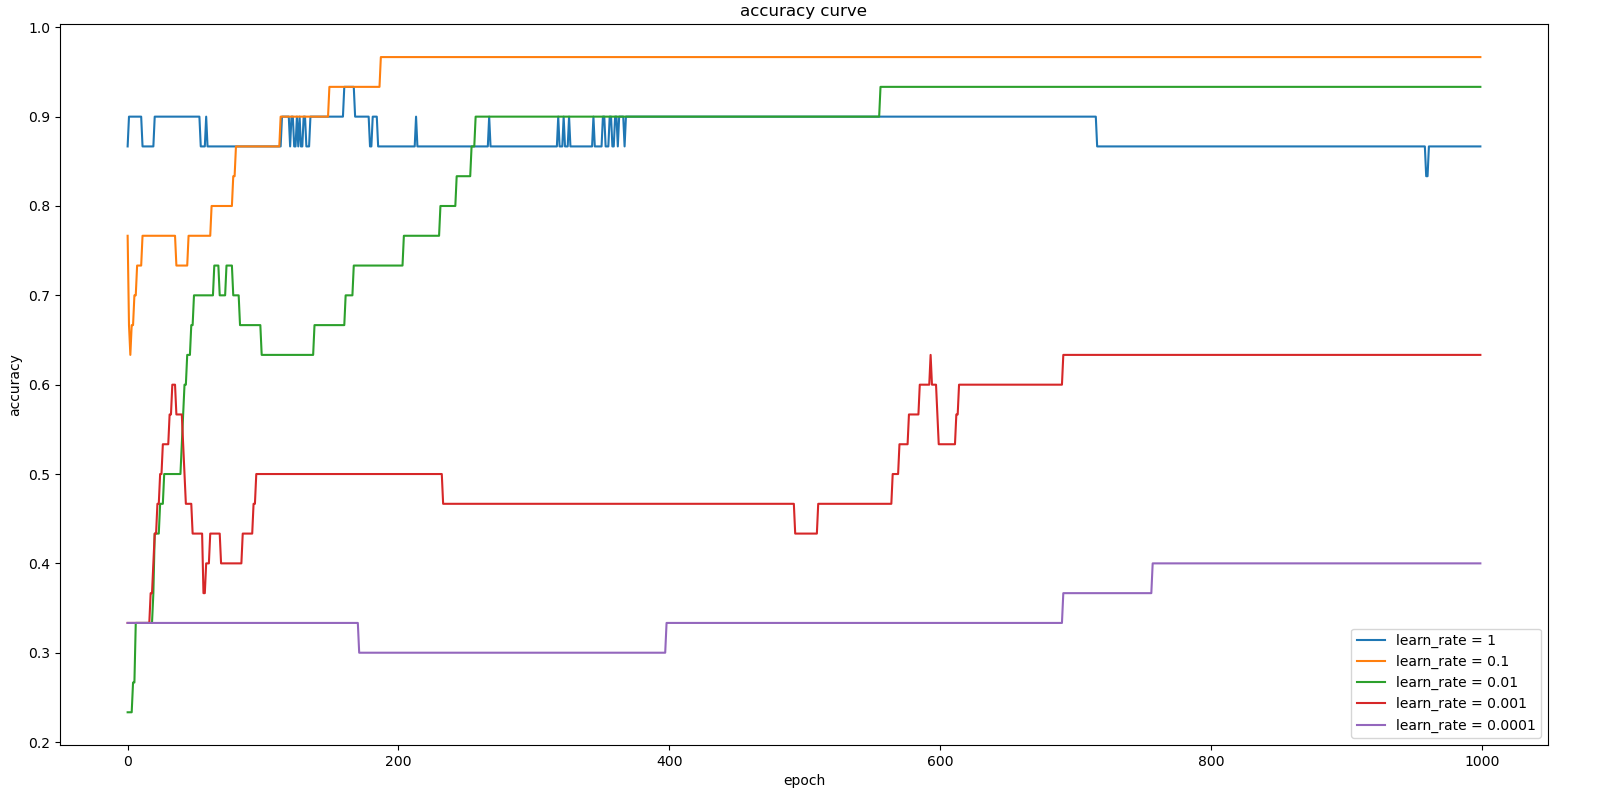 accuracy curve
1.0
0.9
0.8
0.7
0.6
0.5
0.4
0.3
0.2
accuracy
0
200
400
600
800
1000
epoch
learn_rate = 1
learn_rate = 0.1
learn_rate = 0.01
learn_rate = 0.001
learn_rate = 0.0001